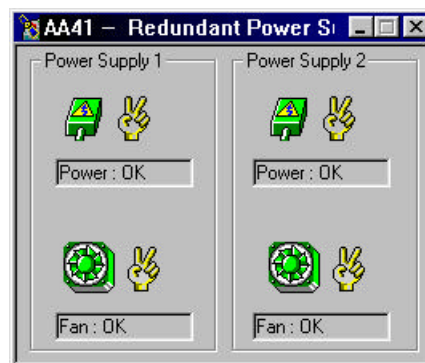 AA41 – Redundant Power S
Power Supply 1
Power : OK
Fan : OK
Power Supply 2
Power : OK
Fan : OK